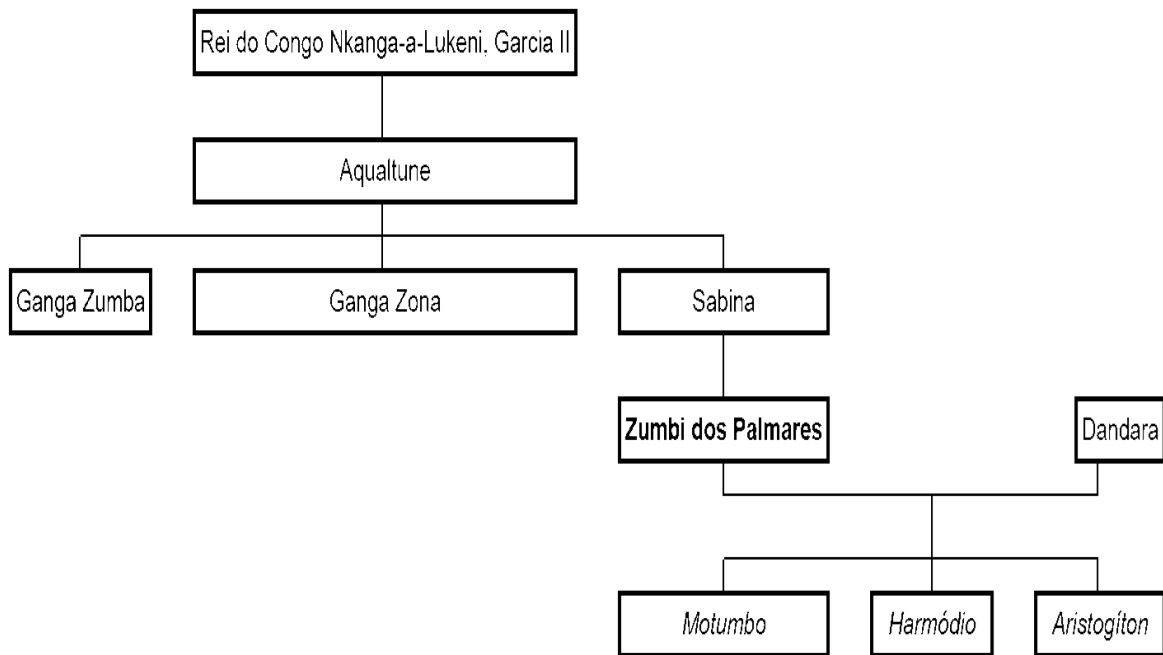 Rei do Congo Nkanga-a-Lukeni, Garcia II
Aqualtune
Ganga Zumba
Ganga Zona
Sabina
Zumbi dos Palmares
Dandara
Motumbo
Harmódio
Aristogíton